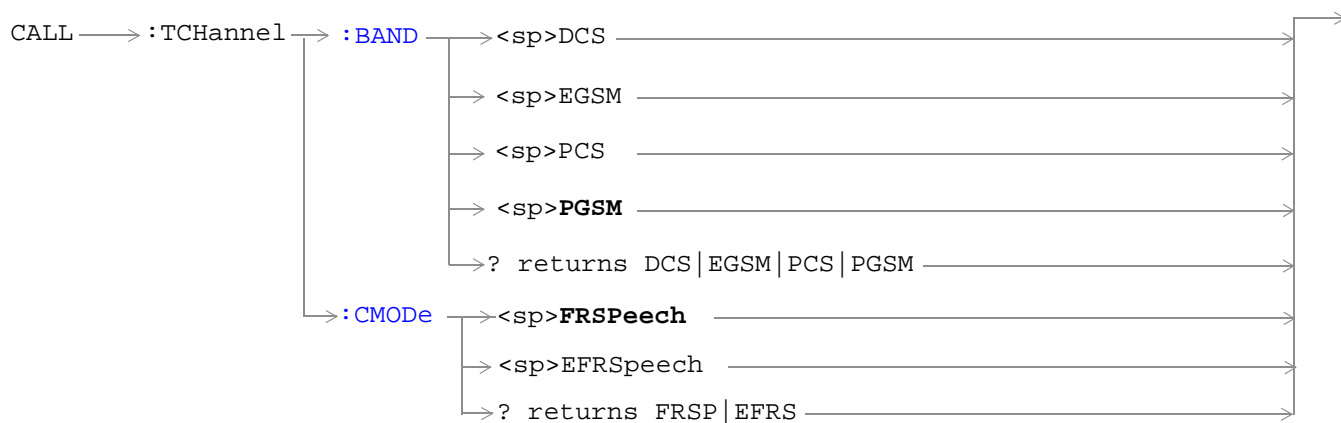 CALL :TCHannel :BAND <sp>DCS
<sp>EGSM
<sp>PCS
<sp>PGSM
? returns DCS|EGSM|PCS|PGSM
:CMODe <sp>FRSPeech
<sp>EFRSpeech
? returns FRSP|EFRS